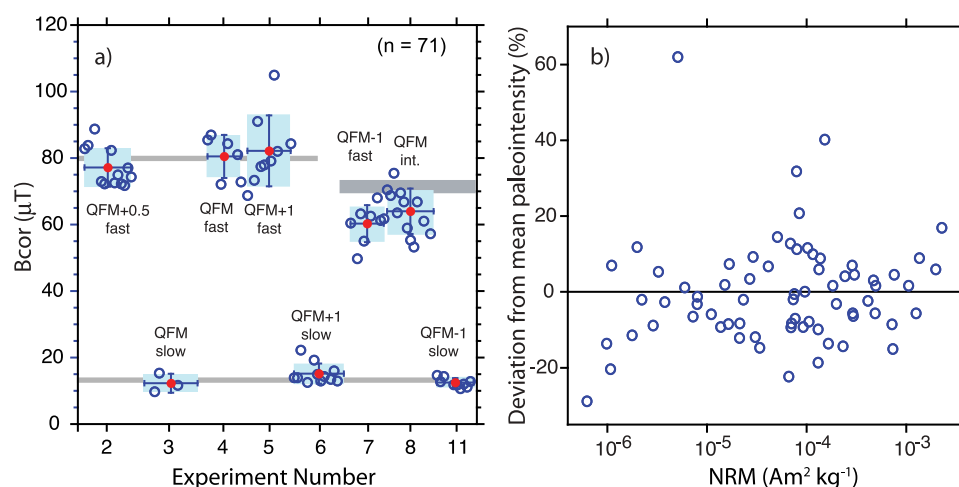 a)
(n = 71)
120
100
80
60
40
20
0
Bcor (μT)
QFM+0.5
fast
QFM
fast
QFM+1
fast
QFM-1
fast
QFM
int.
QFM
slow
QFM+1
slow
QFM-1
slow
2 3 4 5 6 7 8 11
Experiment Number
b)
60
40
20
0
-20
Deviation from mean paleointensity (%)
10⁻⁶ 10⁻⁵ 10⁻⁴ 10⁻³
NRM (Am² kg⁻¹)